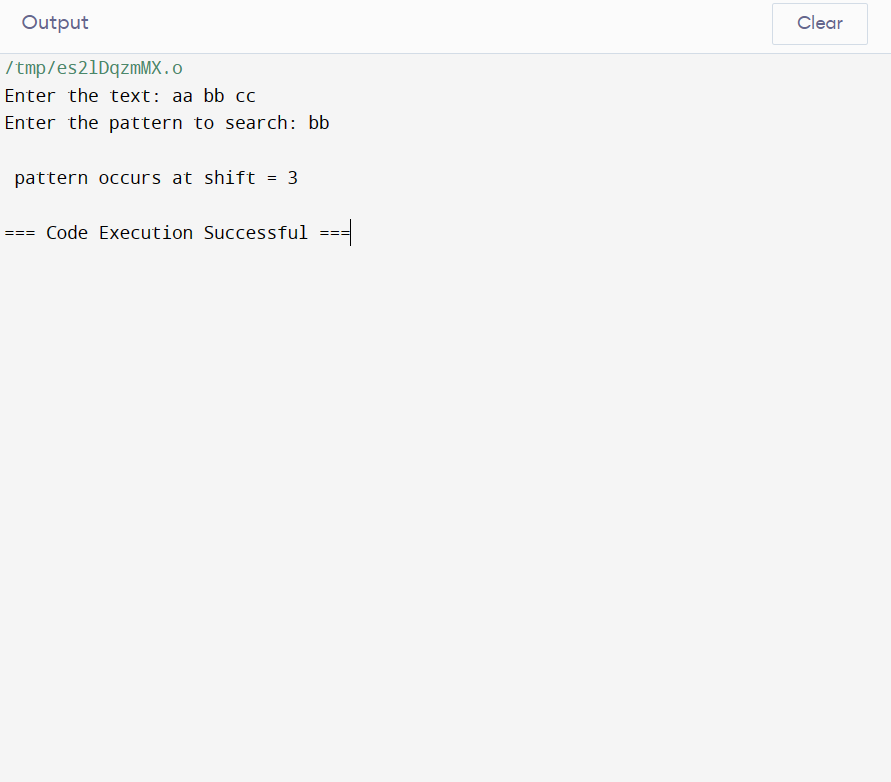 Output
Clear
/tmp/es2lDqzmMX.o
Enter the text: aa bb cc
Enter the pattern to search: bb
pattern occurs at shift = 3
=== Code Execution Successful ===